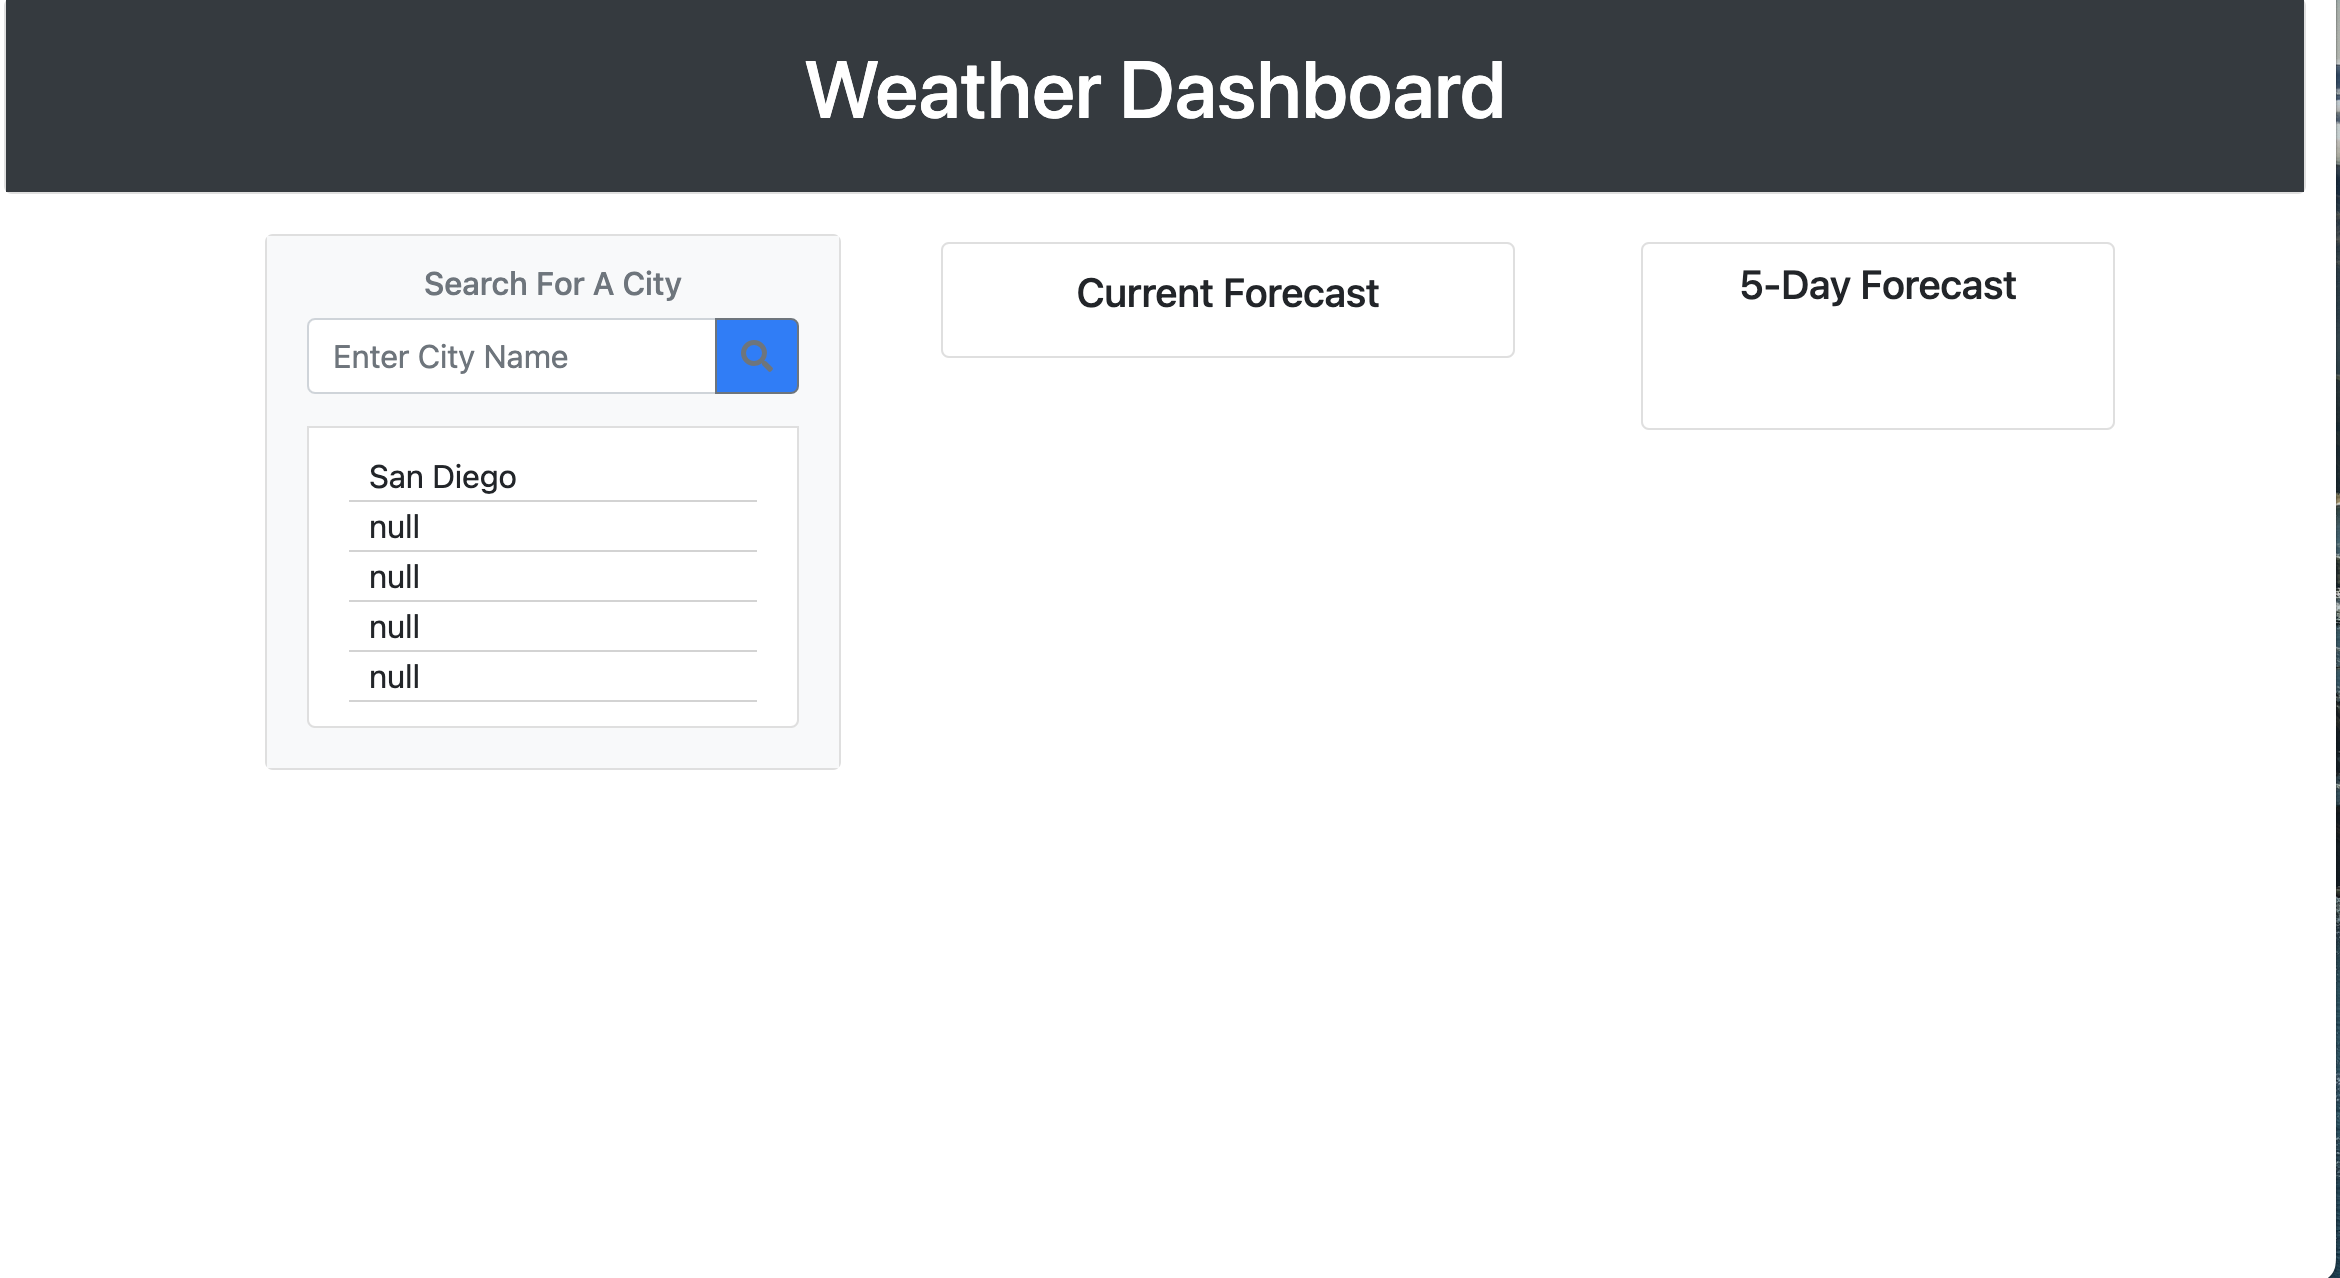 Weather Dashboard
Search For A City
Enter City Name
San Diego
null
null
null
null
Current Forecast
5-Day Forecast